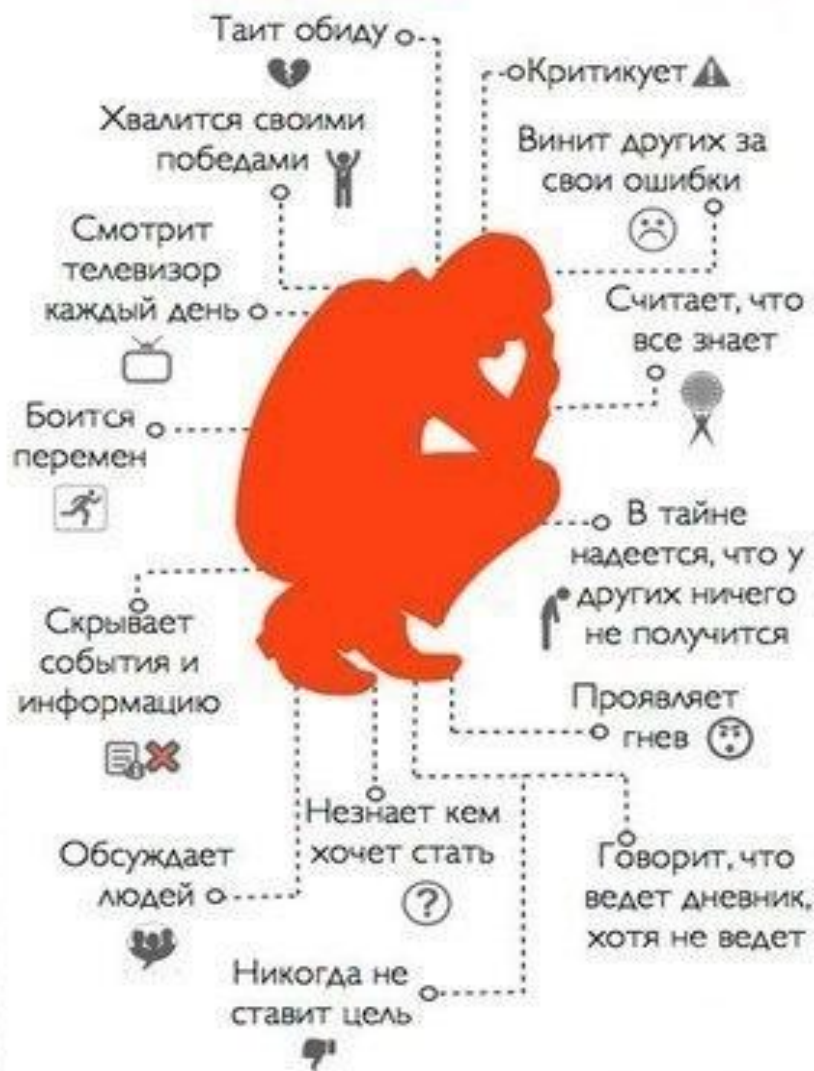 Таит обиду
Критикует
Хвалится своими
победами
Винит других за
свои ошибки
Смотрит
телевизор
каждый день
Считает, что
все знает
Боится
перемен
В тайне
надеется, что у
других ничего
не получится
Скрывает
события и
информацию
Проявляет
гнев
Незнает кем
хочет стать
Говорит, что
ведет дневник,
хотя не ведет
Обсуждает
людей
Никогда не
ставит цель